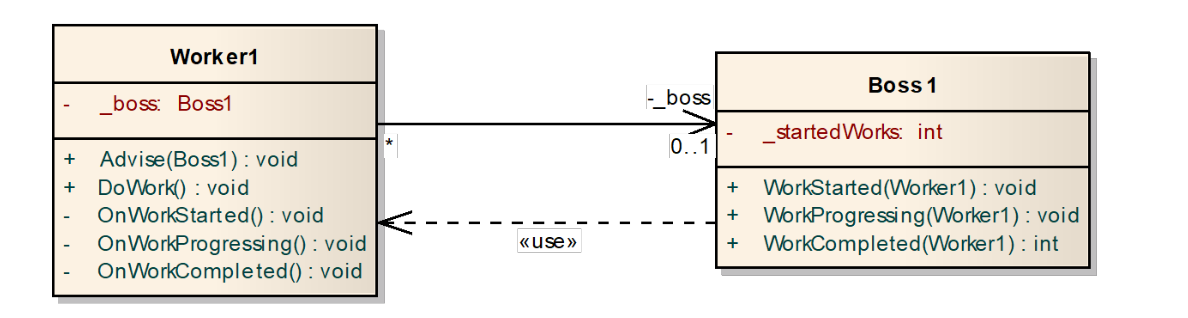 Worker1
- _boss: Boss1
+ Advise(Boss1) : void
+ DoWork() : void
- OnWorkStarted() : void
- OnWorkProgressing() : void
- OnWorkCompleted() : void
-_boss
*
0..1
«use»
Boss1
- _startedWorks: int
+ WorkStarted(Worker1) : void
+ WorkProgressing(Worker1) : void
+ WorkCompleted(Worker1) : int